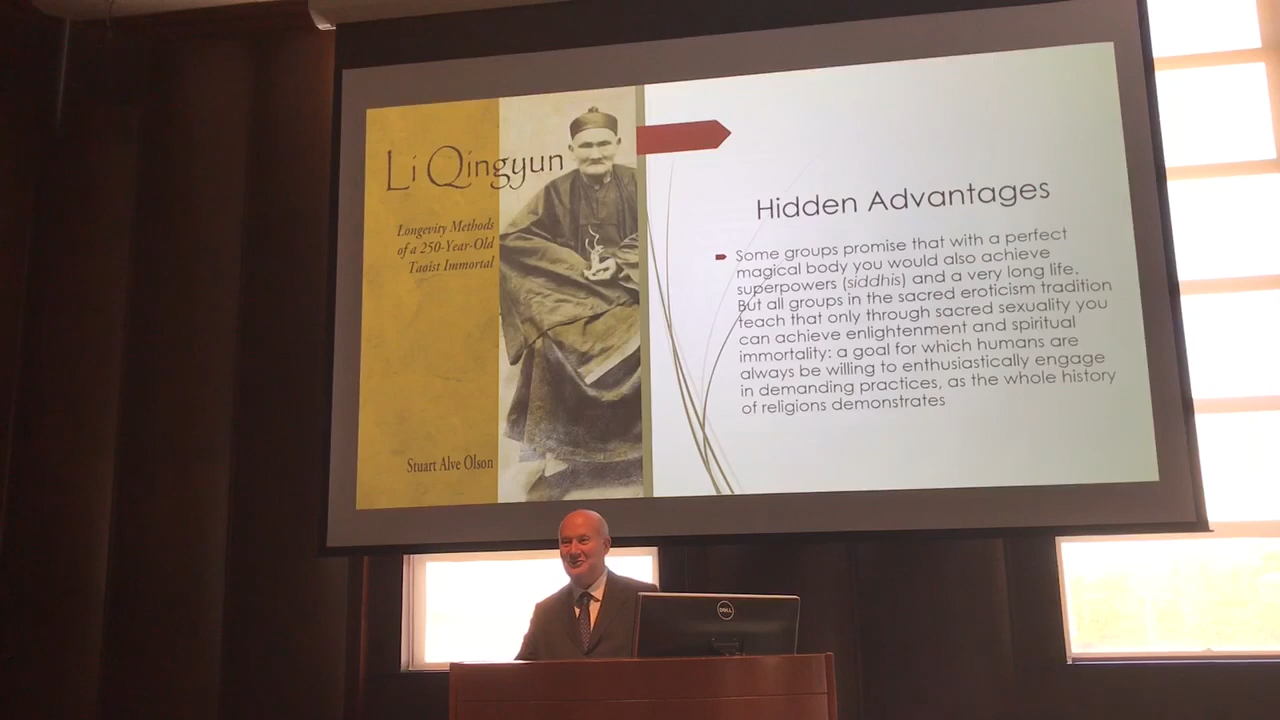 Li Qingyun
Longevity Methods
of a 250-Year-Old
Taoist Immortal
Stuart Alve Olson
Hidden Advantages
Some groups promise that with a perfect
magical body you would also achieve
superpowers (siddhis) and a very long life.
But all groups in the sacred eroticism tradition
teach that only through sacred sexuality you
can achieve enlightenment and spiritual
immortality: a goal for which humans are
always be willing to enthusiastically engage
in demanding practices, as the whole history
of religions demonstrates
DELL